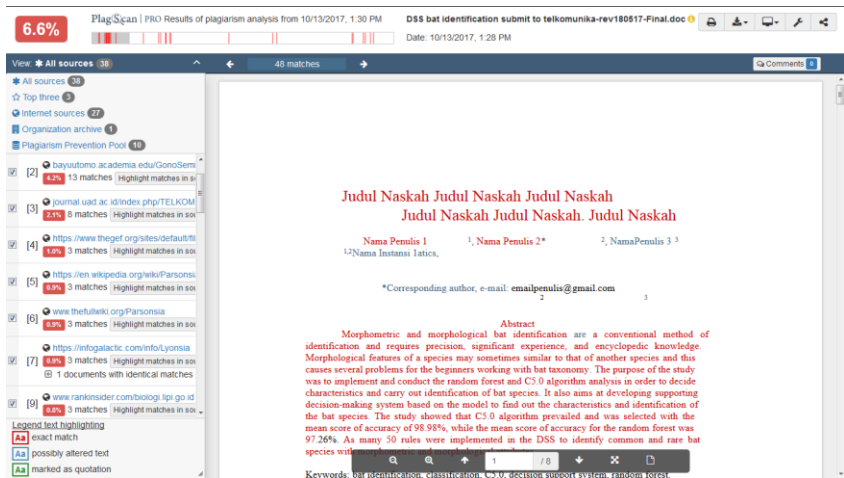 6.6%
PlagScan | PRO Results of plagiarism analysis from 10/13/2017, 1:30 PM
DSS bat identification submit to telkomunika-rev180517-Final.doc
Date: 10/13/2017, 1:28 PM
View: ✱ All sources 38
48 matches
Comments 0
All sources 38
Top three 3
Internet sources 27
Organization archive 1
Plagiarism Prevention Pool 10
[2] bayuutomo.academia.edu/GonoSemi
4.2% 13 matches Highlight matches in so
[3] journal.uad.ac.id/index.php/TELKOM
2.1% 8 matches Highlight matches in sou
[4] https://www.thegef.org/sites/default/fil
1.0% 3 matches Highlight matches in sou
[5] https://en.wikipedia.org/wiki/Parsonsi
0.9% 3 matches Highlight matches in sou
[6] www.thefullwiki.org/Parsonsia
0.9% 3 matches Highlight matches in sou
[7] https://infogalactic.com/info/Lyonsia
0.9% 3 matches Highlight matches in sou
1 documents with identical matches
[9] www.rankinsider.com/biologi.lipi.go.id
0.8% 3 matches Highlight matches in sou
Legend text highlighting
Aa exact match
Aa possibly altered text
Aa marked as quotation
Judul Naskah Judul Naskah Judul Naskah
Judul Naskah Judul Naskah. Judul Naskah
Nama Penulis 1 1, Nama Penulis 2* 2, NamaPenulis 3 3
1,2Nama Instansi 1atics,
*Corresponding author, e-mail: emailpenulis@gmail.com
2 3
Abstract
Morphometric and morphological bat identification are a conventional method of
identification and requires precision, significant experience, and encyclopedic knowledge.
Morphological features of a species may sometimes similar to that of another species and this
causes several problems for the beginners working with bat taxonomy. The purpose of the study
was to implement and conduct the random forest and C5.0 algorithm analysis in order to decide
characteristics and carry out identification of bat species. It also aims at developing supporting
decision-making system based on the model to find out the characteristics and identification of
the bat species. The study showed that C5.0 algorithm prevailed and was selected with the
mean score of accuracy of 98.98%, while the mean score of accuracy for the random forest was
97.26%. As many 50 rules were implemented in the DSS to identify common and rare bat
species with morphometric and morphological
1 / 8
Keywords: bat identification, classification, C5.0, decision support system, random forest.